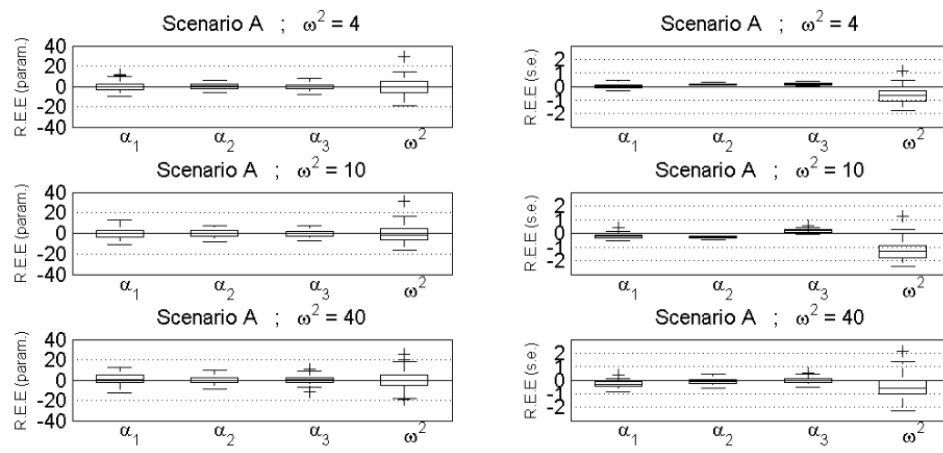 Scenario A ; ω² = 4
R.E.E (param.)
40
20
0
-20
-40
α₁ α₂ α₃ ω²
Scenario A ; ω² = 4
R.E.E (s.e.)
2
1
0
-1
-2
α₁ α₂ α₃ ω²
Scenario A ; ω² = 10
R.E.E (param.)
40
20
0
-20
-40
α₁ α₂ α₃ ω²
Scenario A ; ω² = 10
R.E.E (s.e.)
2
1
0
-1
-2
α₁ α₂ α₃ ω²
Scenario A ; ω² = 40
R.E.E (param.)
40
20
0
-20
-40
α₁ α₂ α₃ ω²
Scenario A ; ω² = 40
R.E.E (s.e.)
2
1
0
-1
-2
α₁ α₂ α₃ ω²